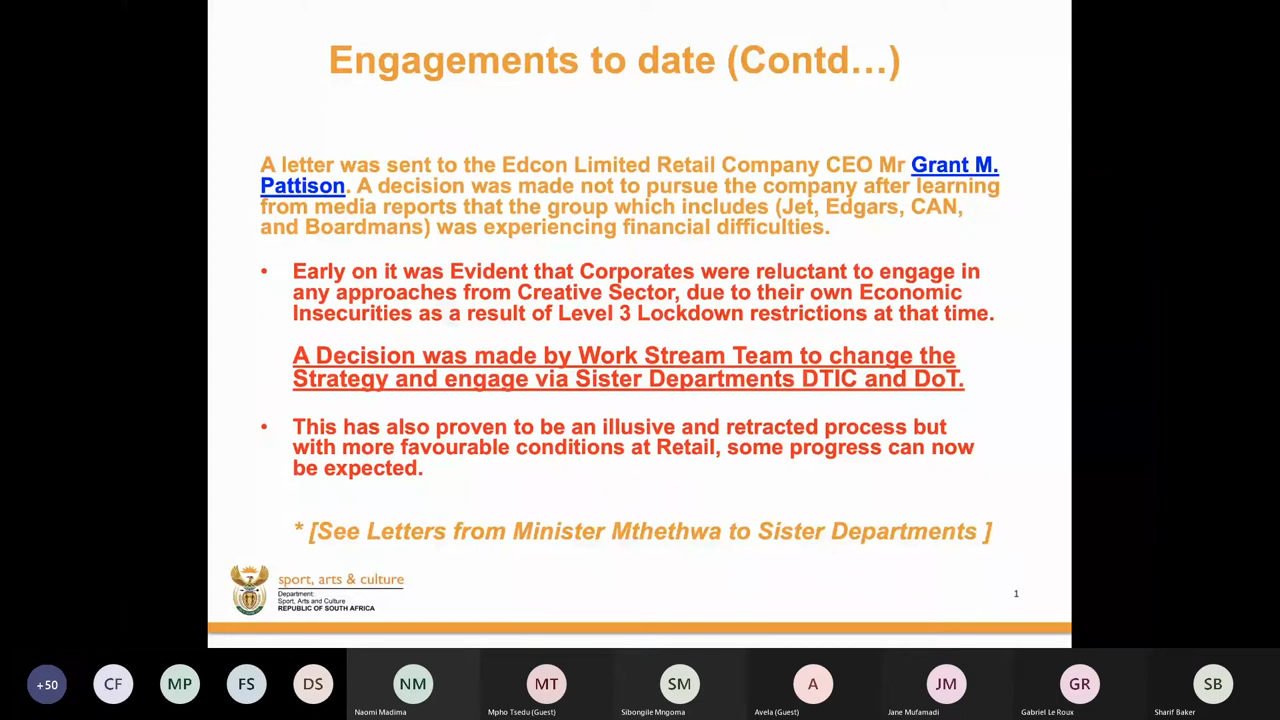 Engagements to date (Contd…)
A letter was sent to the Edcon Limited Retail Company CEO Mr Grant M.
Pattison. A decision was made not to pursue the company after learning
from media reports that the group which includes (Jet, Edgars, CAN,
and Boardmans) was experiencing financial difficulties.
• Early on it was Evident that Corporates were reluctant to engage in
any approaches from Creative Sector, due to their own Economic
Insecurities as a result of Level 3 Lockdown restrictions at that time.
A Decision was made by Work Stream Team to change the
Strategy and engage via Sister Departments DTIC and DoT.
• This has also proven to be an illusive and retracted process but
with more favourable conditions at Retail, some progress can now
be expected.
* [See Letters from Minister Mthethwa to Sister Departments ]
sport, arts & culture
Department:
Sport, Arts and Culture
REPUBLIC OF SOUTH AFRICA
1
+50 CF MP FS DS NM MT SM A JM GR SB
Naomi Madima Mpho Tsedu (Guest) Sibongile Mngoma Avela (Guest) Jane Mufamadi Gabriel Le Roux Sharif Baker